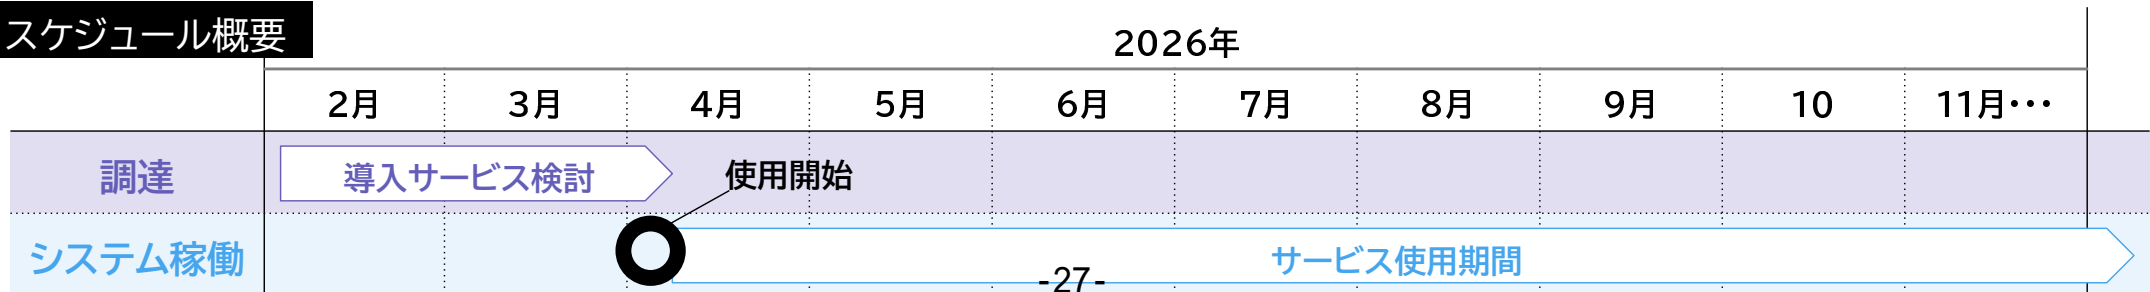 スケジュール概要
2026年
2月 3月 4月 5月 6月 7月 8月 9月 10 11月･･･
調達 導入サービス検討 使用開始
システム稼働 サービス使用期間
-27-